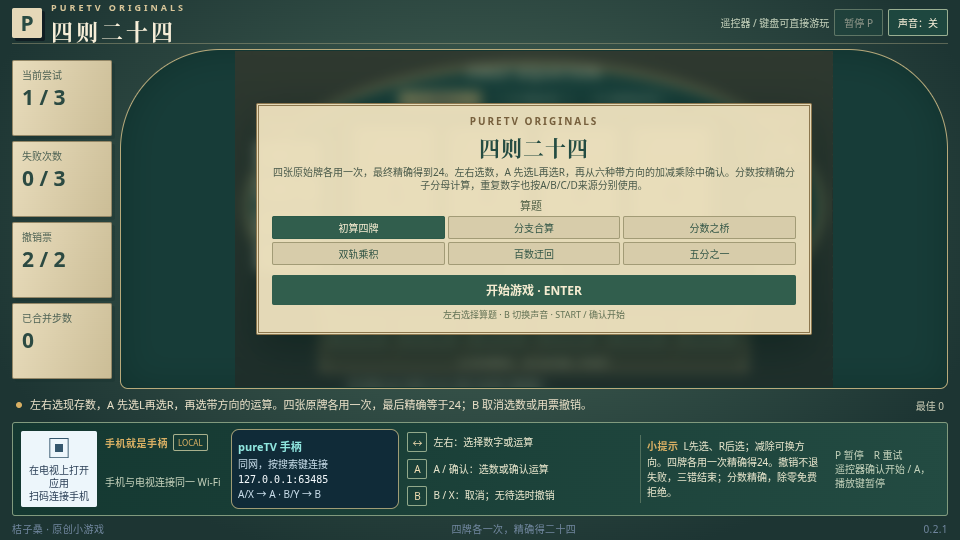 P
PURETV ORIGINALS
四则二十四
遥控器 / 键盘可直接游玩
暂停 P
声音：关
当前尝试
1 / 3
失败次数
0 / 3
撤销票
2 / 2
已合并步数
0
PURETV ORIGINALS
四则二十四
四张原始牌各用一次，最终精确得到24。左右选数，A 先选L再选R，再从六种带方向的加减乘除中确认。分数按精确分
子分母计算，重复数字也按A/B/C/D来源分别使用。
算题
初算四牌
分支合算
分数之桥
双轨乘积
百数迂回
五分之一
开始游戏 · ENTER
左右选择算题 · B 切换声音 · START / 确认开始
左右选现存数，A 先选L再选R，再选带方向的运算。四张原牌各用一次，最后精确等于24；B 取消选数或用票撤销。
最佳 0
在电视上打开
应用
扫码连接手机
手机就是手柄 LOCAL
手机与电视连接同一 Wi-Fi
pureTV 手柄
同网，按搜索键连接
127.0.0.1:63485
A/X → A · B/Y → B
↔ 左右：选择数字或运算
A A / 确认：选数或确认运算
B B / X：取消；无待选时撤销
小提示 L先选、R后选；减除可换方
向。四牌各用一次精确得24。撤销不退
失败，三错结束；分数精确，除零免费
拒绝。
P 暂停 R 重试
遥控器确认开始 / A，
播放键暂停
桔子桑 · 原创小游戏
四牌各一次，精确得二十四
0.2.1